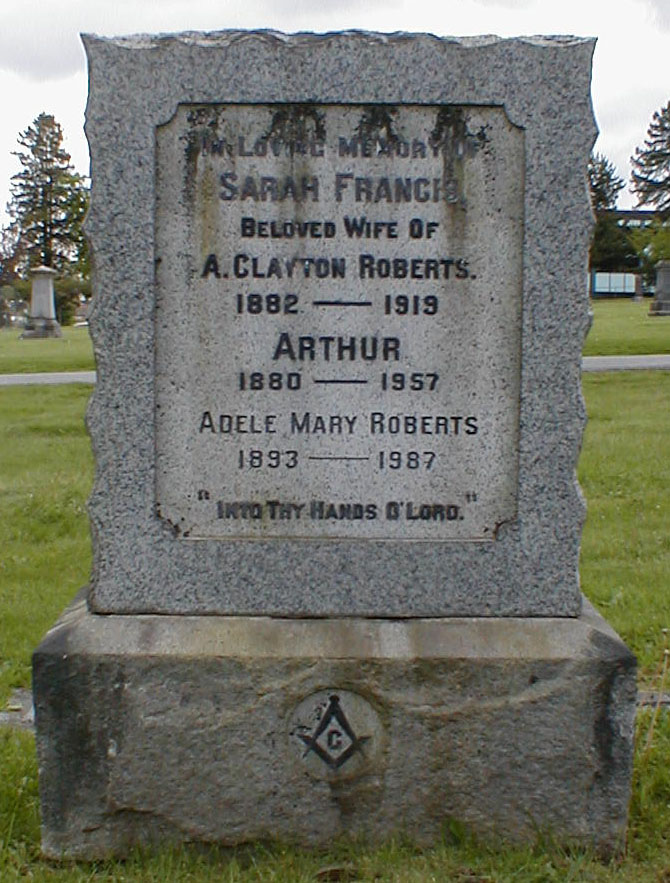 IN LOVING MEMORY OF
SARAH FRANCIS,
BELOVED WIFE OF
A. CLAYTON ROBERTS.
1882 — 1919
ARTHUR
1880 — 1957
ADELE MARY ROBERTS
1893 — 1987
"INTO THY HANDS O'LORD."
G